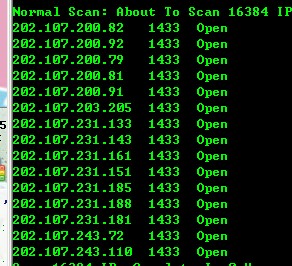 Normal Scan: About To Scan 16384 IP
202.107.200.82 1433 Open
202.107.200.92 1433 Open
202.107.200.79 1433 Open
202.107.200.81 1433 Open
202.107.200.91 1433 Open
202.107.203.205 1433 Open
202.107.231.133 1433 Open
202.107.231.143 1433 Open
202.107.231.161 1433 Open
202.107.231.151 1433 Open
202.107.231.185 1433 Open
202.107.231.188 1433 Open
202.107.231.181 1433 Open
202.107.243.72 1433 Open
202.107.243.110 1433 Open